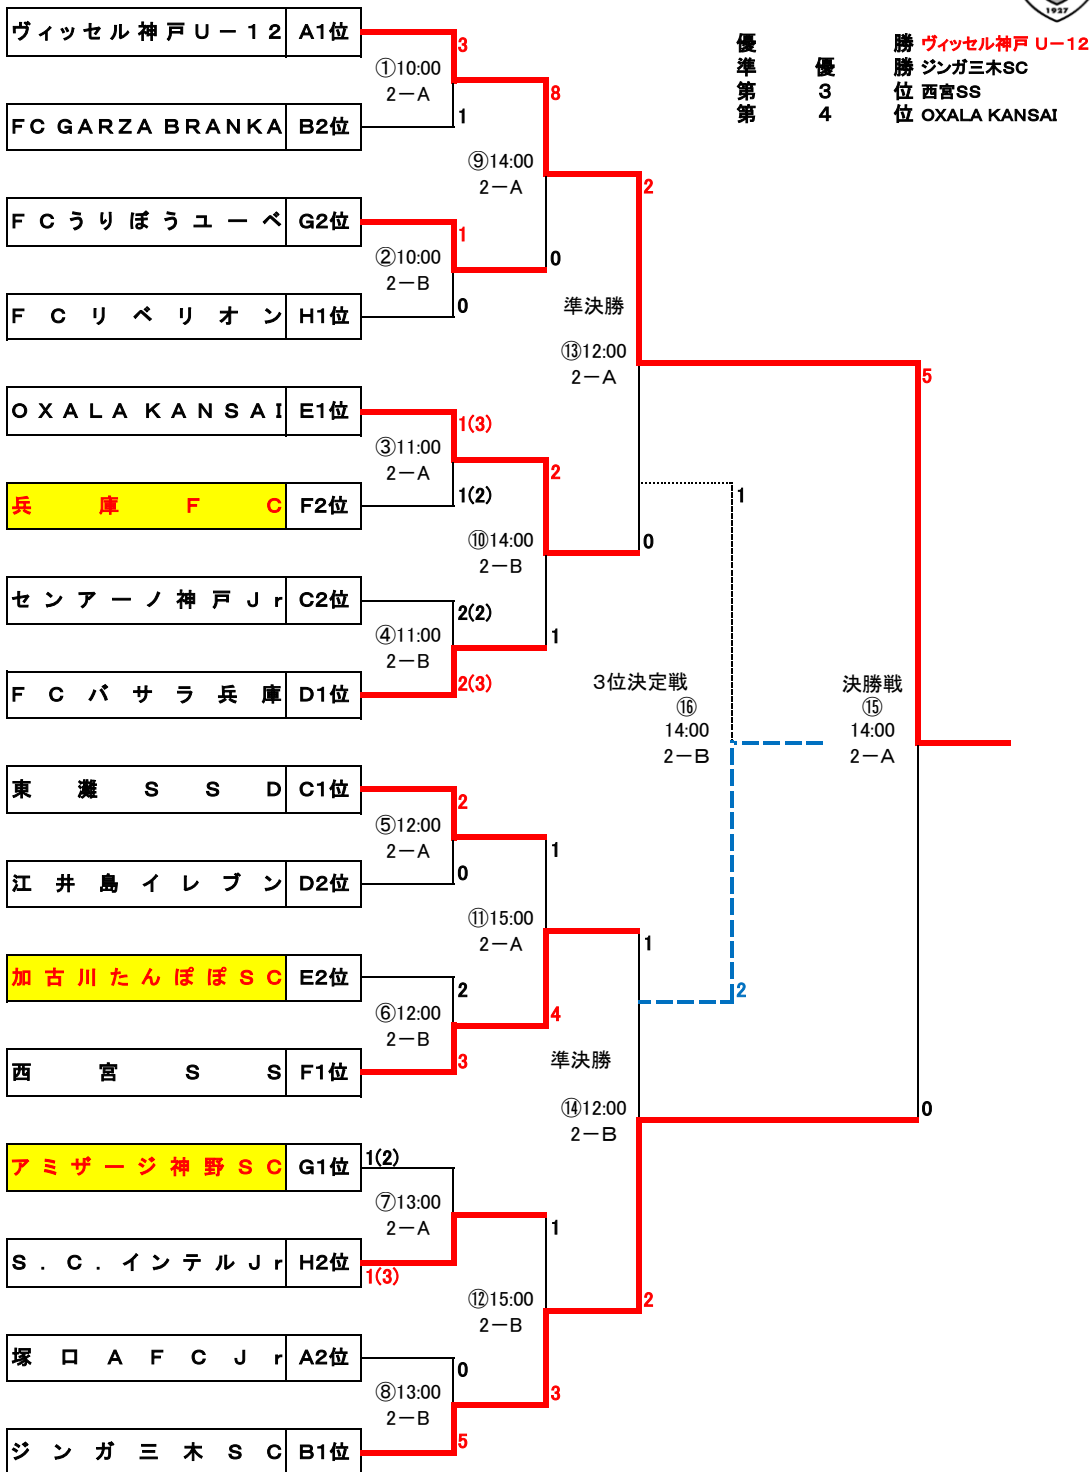 1927
優勝 ヴィッセル神戸 U－12
準優勝 ジンガ三木SC
第3位 西宮SS
第4位 OXALA KANSAI
ヴィッセル神戸U－12 A1位
3
①10:00
2－A
FC GARZA BRANKA B2位
1
8
⑨14:00
2－A
FCうりぼうユーベ G2位
1
②10:00
2－B
0
FCリベリオン H1位
0
2
準決勝
⑬12:00
2－A
5
OXALA KANSAI E1位
1(3)
③11:00
2－A
兵庫FC F2位
1(2)
2
⑩14:00
2－B
0
1
センアーノ神戸Jr C2位
2(2)
④11:00
2－B
1
FCバサラ兵庫 D1位
2(3)
3位決定戦
⑯
14:00
2－B
決勝戦
⑮
14:00
2－A
東灘SSD C1位
2
⑤12:00
2－A
1
江井島イレブン D2位
0
⑪15:00
2－A
1
加古川たんぽぽSC E2位
2
⑥12:00
2－B
4
2
西宮SS F1位
3
準決勝
⑭12:00
2－B
0
アミザージ神野SC G1位
1(2)
⑦13:00
2－A
1
S.C.インテルJr H2位
1(3)
⑫15:00
2－B
2
塚口AFCJr A2位
0
⑧13:00
2－B
3
ジンガ三木SC B1位
5